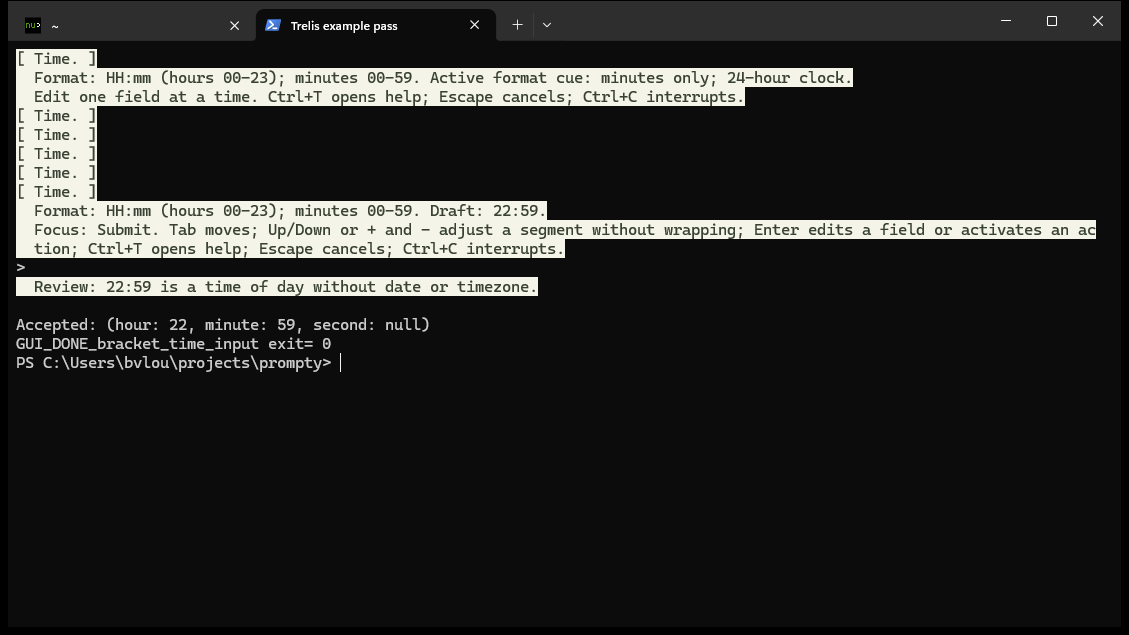 nu> ~
Trelis example pass
[ Time. ]
Format: HH:mm (hours 00-23); minutes 00-59. Active format cue: minutes only; 24-hour clock.
Edit one field at a time. Ctrl+T opens help; Escape cancels; Ctrl+C interrupts.
[ Time. ]
[ Time. ]
[ Time. ]
[ Time. ]
[ Time. ]
Format: HH:mm (hours 00-23); minutes 00-59. Draft: 22:59.
Focus: Submit. Tab moves; Up/Down or + and - adjust a segment without wrapping; Enter edits a field or activates an ac
tion; Ctrl+T opens help; Escape cancels; Ctrl+C interrupts.
>
Review: 22:59 is a time of day without date or timezone.
Accepted: (hour: 22, minute: 59, second: null)
GUI_DONE_bracket_time_input exit= 0
PS C:\Users\bvlou\projects\prompty>